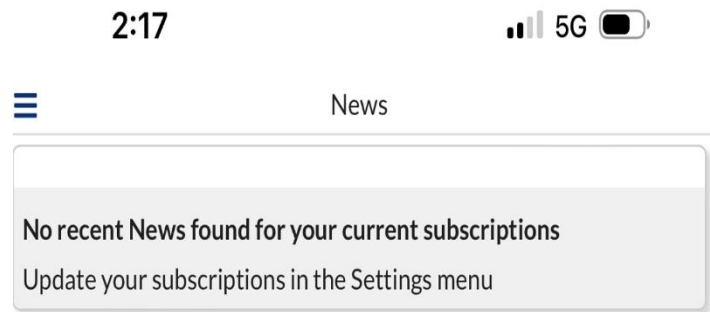 2:17
5G
News
No recent News found for your current subscriptions
Update your subscriptions in the Settings menu